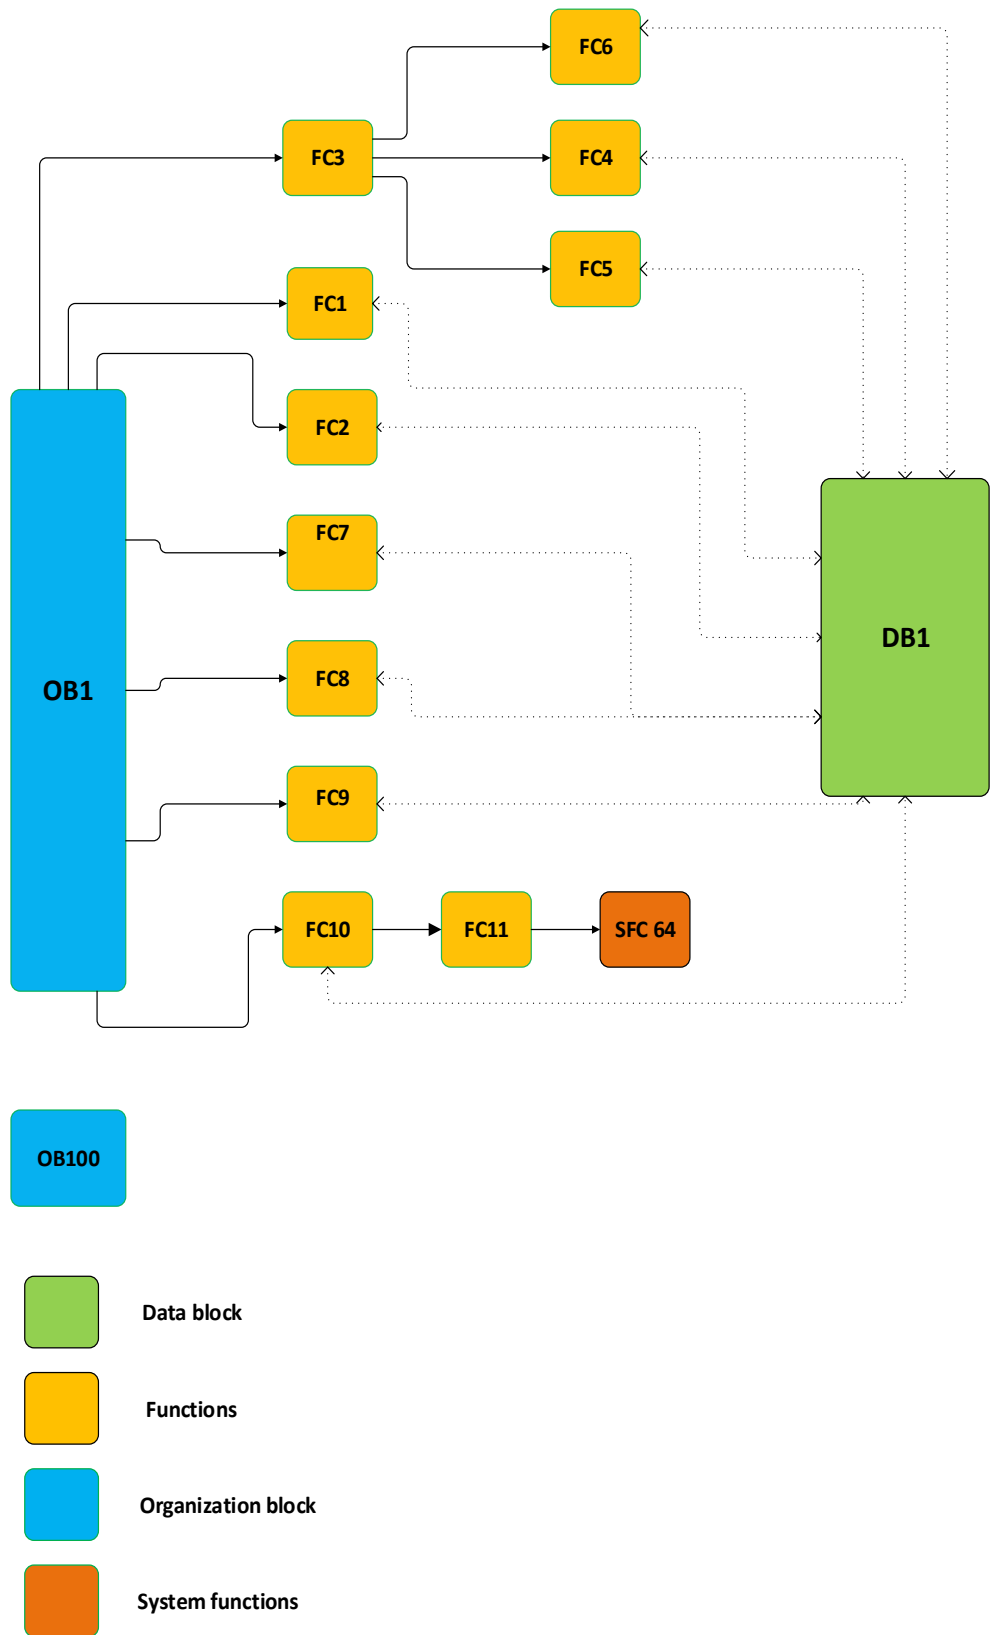 FC6
FC3
FC4
FC5
FC1
FC2
FC7
OB1
DB1
FC8
FC9
FC10
FC11
SFC 64
OB100
Data block
Functions
Organization block
System functions